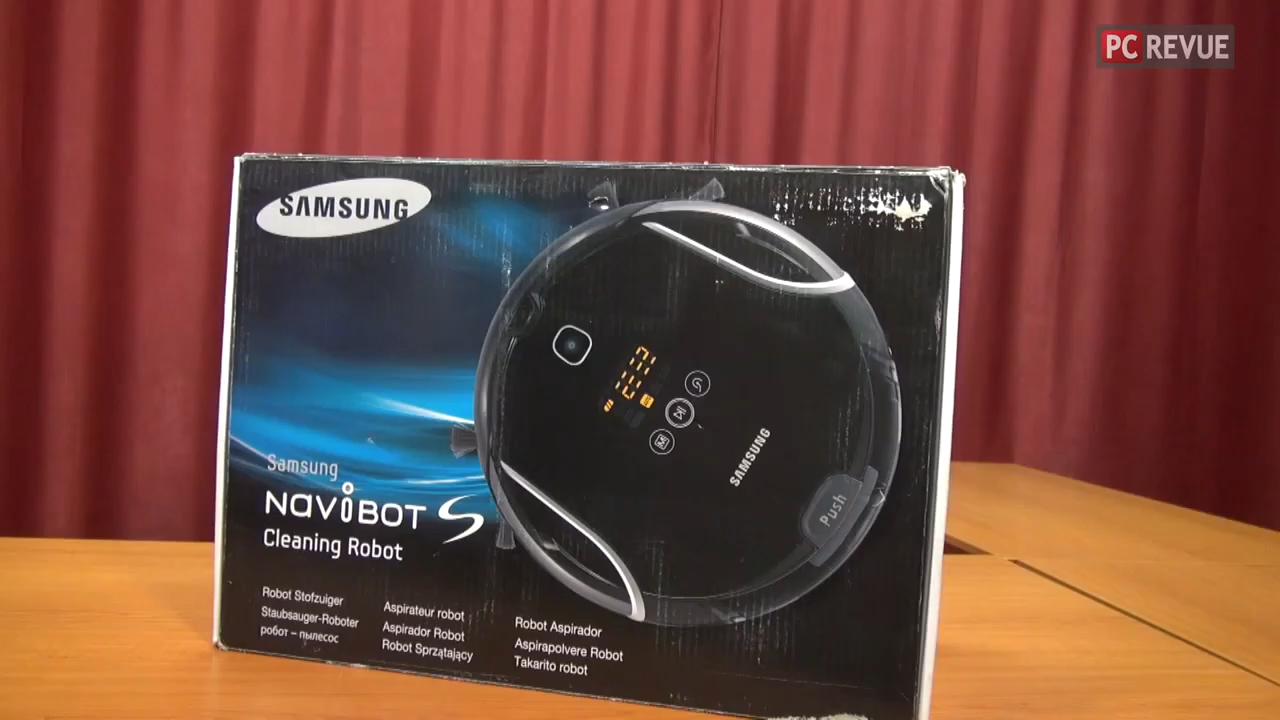 PC REVUE
SAMSUNG
SAMSUNG
Push
Samsung
NAVIBOT S
Cleaning Robot
Robot Stofzuiger
Staubsauger-Roboter
робот – пылесос
Aspirateur robot
Aspirador Robot
Robot Sprzątający
Robot Aspirador
Aspirapolvere Robot
Takarito robot